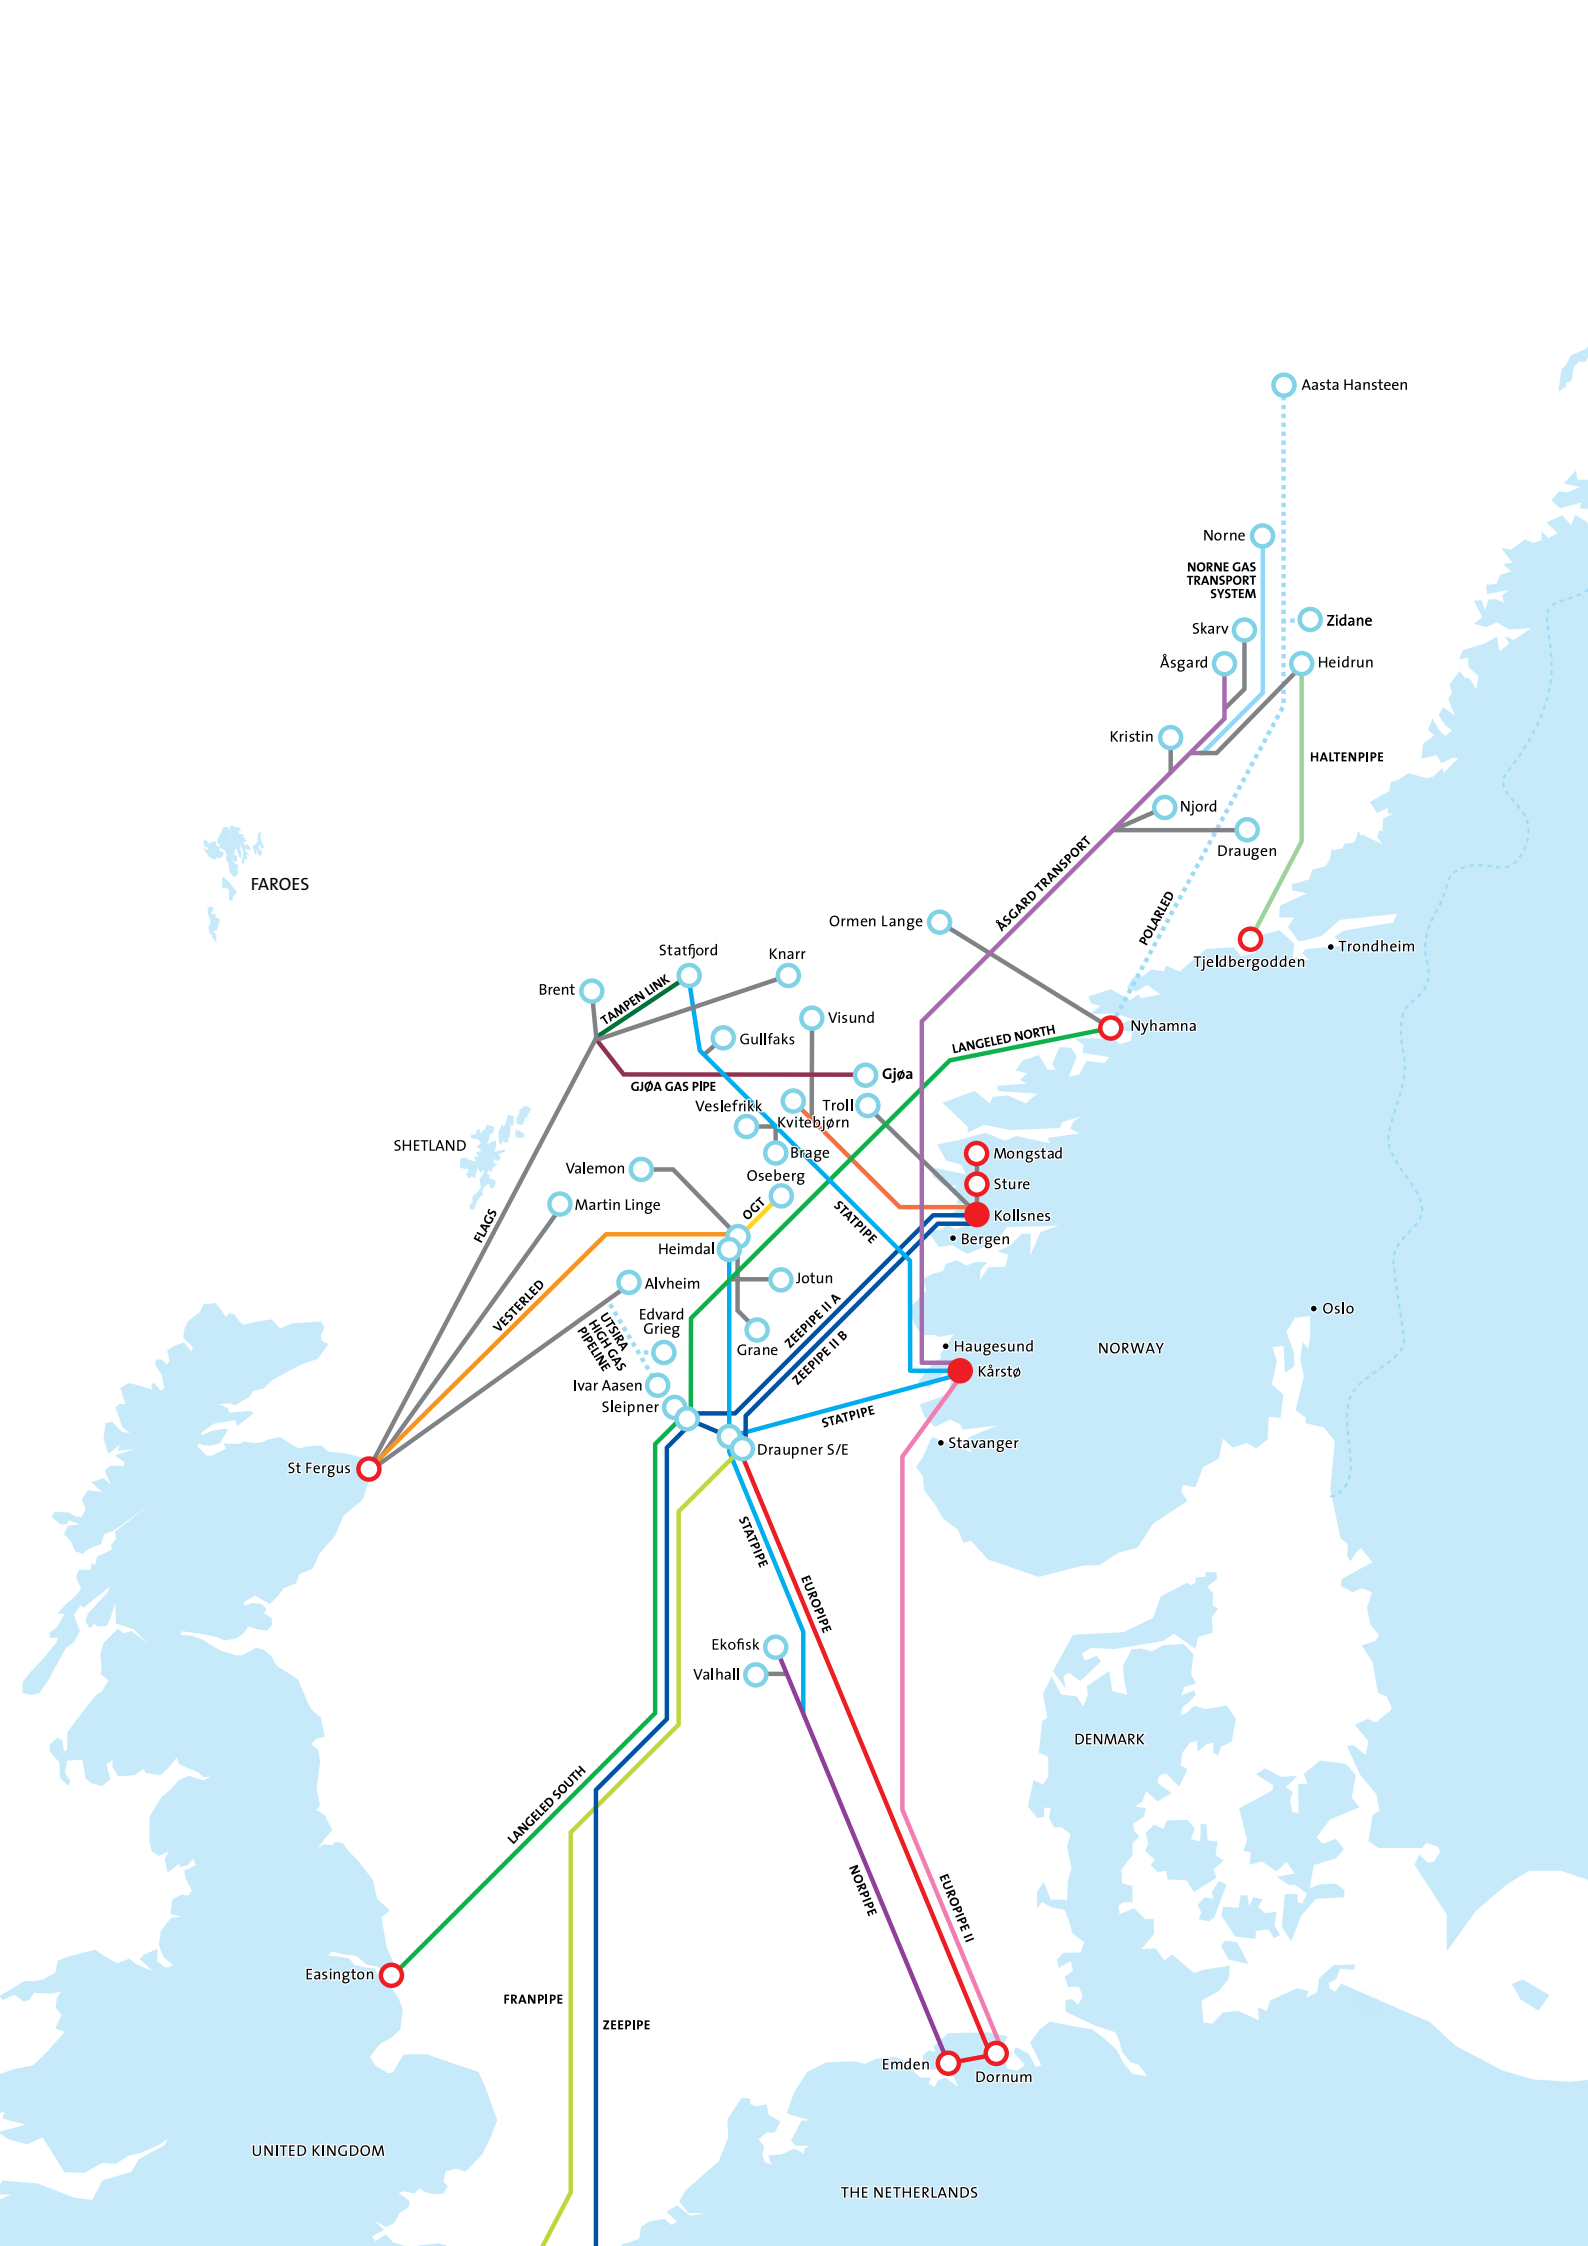 Aasta Hansteen
Norne
NORNE GAS
TRANSPORT
SYSTEM
Zidane
Skarv
Åsgard
Heidrun
Kristin
HALTENPIPE
Njord
Draugen
ÅSGARD TRANSPORT
FAROES
POLARLED
Ormen Lange
Trondheim
Tjeldbergodden
Statfjord
Knarr
Brent
TAMPEN LINK
Visund
Nyhamna
Gullfaks
LANGELED NORTH
Gjøa
GJØA GAS PIPE
Veslefrikk
Troll
Kvitebjørn
SHETLAND
Brage
Mongstad
Valemon
Oseberg
Sture
Martin Linge
OGT
STATPIPE
Kollsnes
FLAGS
Heimdal
Bergen
Alvheim
Jotun
VESTERLED
Edvard
Grieg
UTSIRA
HIGH GAS
PIPELINE
ZEEPIPE II A
ZEEPIPE II B
Oslo
Grane
Haugesund
NORWAY
Kårstø
Ivar Aasen
Sleipner
STATPIPE
Stavanger
Draupner S/E
St Fergus
STATPIPE
EUROPIPE
Ekofisk
Valhall
DENMARK
LANGELED SOUTH
NORPIPE
EUROPIPE II
Easington
FRANPIPE
ZEEPIPE
Emden
Dornum
UNITED KINGDOM
THE NETHERLANDS